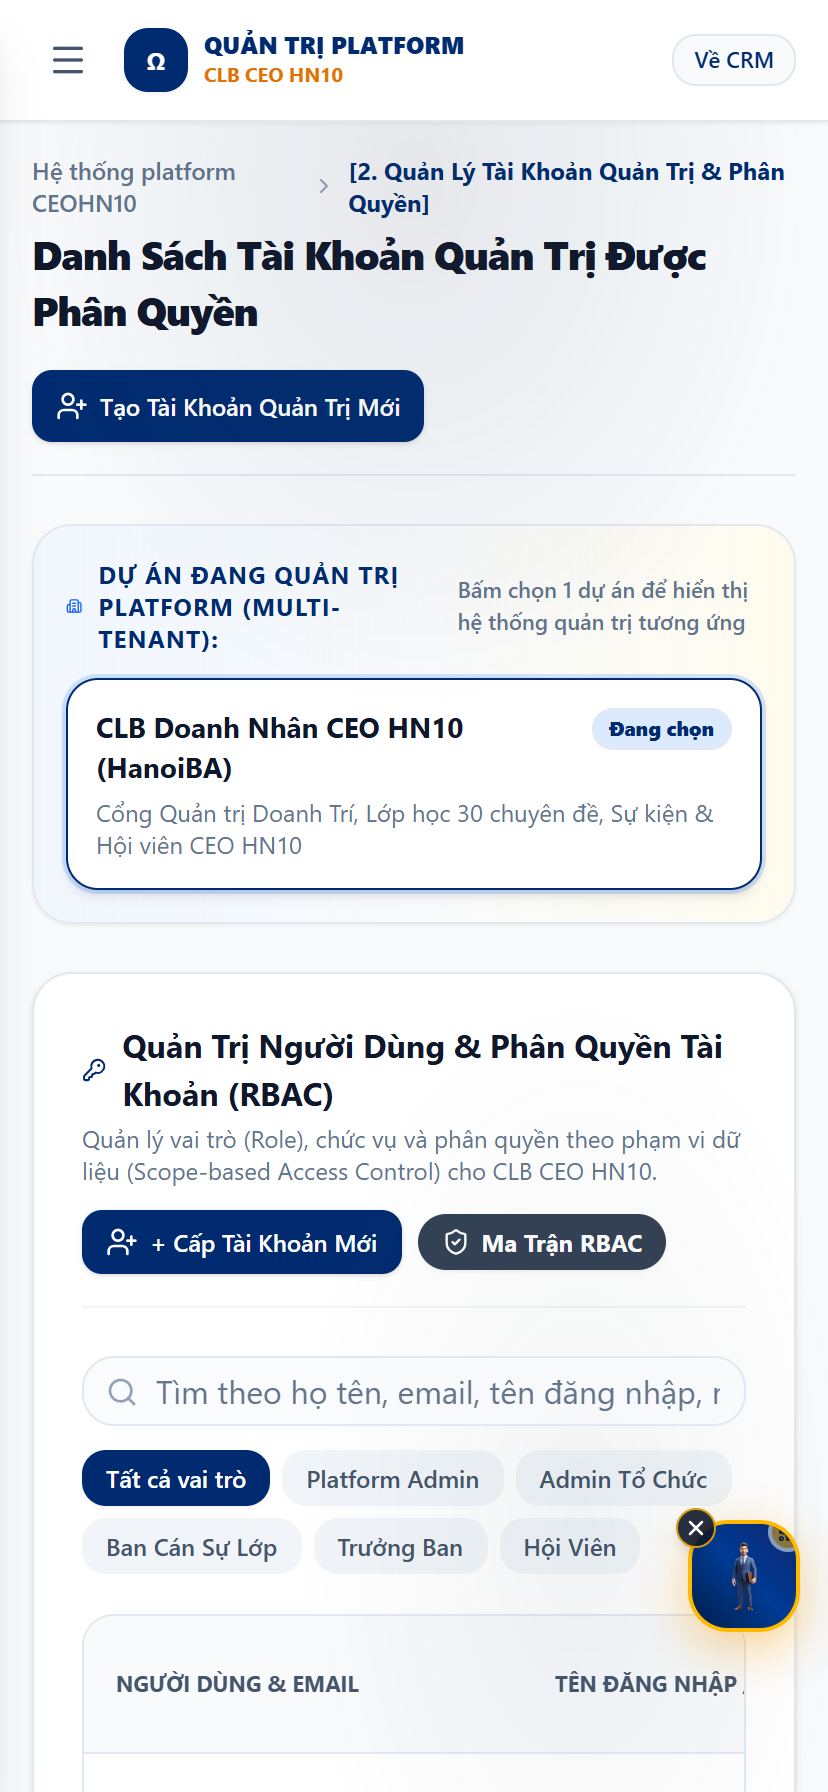 Ω
QUẢN TRỊ PLATFORM
CLB CEO HN10
Về CRM
Hệ thống platform
CEOHN10
[2. Quản Lý Tài Khoản Quản Trị & Phân
Quyền]
Danh Sách Tài Khoản Quản Trị Được
Phân Quyền
Tạo Tài Khoản Quản Trị Mới
DỰ ÁN ĐANG QUẢN TRỊ
PLATFORM (MULTI-
TENANT):
Bấm chọn 1 dự án để hiển thị
hệ thống quản trị tương ứng
CLB Doanh Nhân CEO HN10
(HanoiBA)
Đang chọn
Cổng Quản trị Doanh Trí, Lớp học 30 chuyên đề, Sự kiện &
Hội viên CEO HN10
Quản Trị Người Dùng & Phân Quyền Tài
Khoản (RBAC)
Quản lý vai trò (Role), chức vụ và phân quyền theo phạm vi dữ
liệu (Scope-based Access Control) cho CLB CEO HN10.
+ Cấp Tài Khoản Mới
Ma Trận RBAC
Tìm theo họ tên, email, tên đăng nhập,
Tất cả vai trò
Platform Admin
Admin Tổ Chức
Ban Cán Sự Lớp
Trưởng Ban
Hội Viên
NGƯỜI DÙNG & EMAIL
TÊN ĐĂNG NHẬP